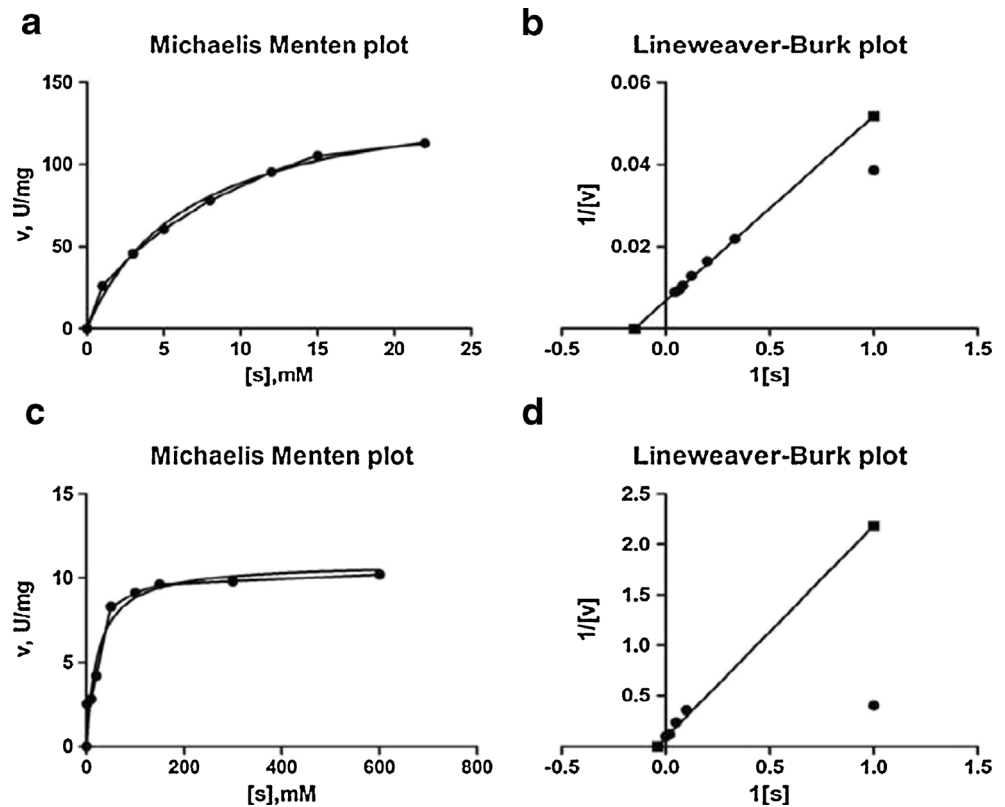 a
Michaelis Menten plot
150
100
50
0
v, U/mg
0 5 10 15 20 25
[s],mM
b
Lineweaver-Burk plot
0.06
0.04
0.02
1/[v]
-0.5 0.0 0.5 1.0 1.5
1[s]
c
Michaelis Menten plot
15
10
5
0
v, U/mg
0 200 400 600 800
[s],mM
d
Lineweaver-Burk plot
2.5
2.0
1.5
1.0
0.5
1/[v]
-0.5 0.0 0.5 1.0 1.5
1[s]